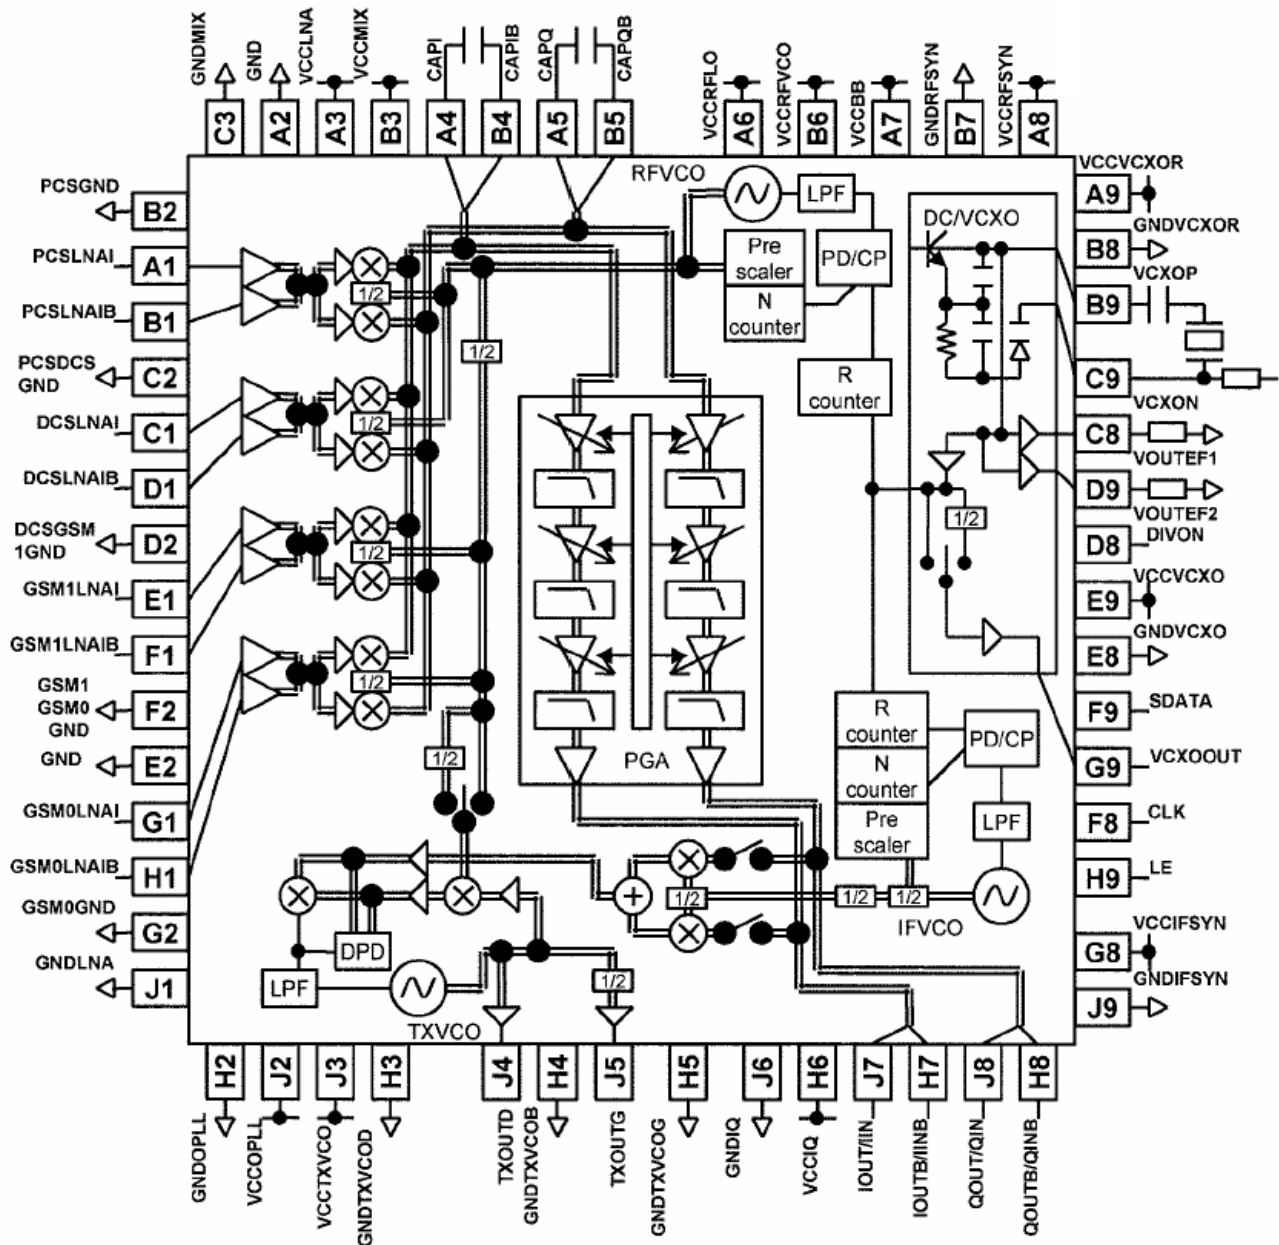 GNDMIX
GND
VCCLNA
VCCMIX
CAPI
CAPIB
CAPQ
CAPQB
VCCRFLO
VCCRFVCO
VCCBB
GNDRFSYN
VCCRFSYN
C3
A2
A3
B3
A4
B4
A5
B5
A6
B6
A7
B7
A8
PCSGND
B2
PCSLNAI
A1
PCSLNAIB
B1
PCSDCS
GND
C2
DCSLNAI
C1
DCSLNAIB
D1
DCSGSM
1GND
D2
GSM1LNAI
E1
GSM1LNAIB
F1
GSM1
GSM0
GND
F2
GND
E2
GSM0LNAI
G1
GSM0LNAIB
H1
GSM0GND
G2
GNDLNA
J1
RFVCO
LPF
Pre
scaler
N
counter
PD/CP
R
counter
DC/VCXO
1/2
1/2
1/2
1/2
1/2
1/2
1/2
PGA
R
counter
N
counter
Pre
scaler
PD/CP
LPF
1/2
1/2
1/2
IFVCO
DPD
LPF
TXVCO
1/2
VCCVCXOR
A9
GNDVCXOR
B8
VCXOP
B9
C9
VCXON
C8
VOUTEF1
D9
VOUTEF2
DIVON
D8
VCCVCXO
E9
GNDVCXO
E8
SDATA
F9
VCXOOUT
G9
CLK
F8
LE
H9
VCCIFSYN
G8
GNDIFSYN
J9
H2
J2
J3
H3
J4
H4
J5
H5
J6
H6
J7
H7
J8
H8
GNDOPLL
VCCOPLL
VCCTXVCO
GNDTXVCOD
TXOUTD
GNDTXVCOB
TXOUTG
GNDTXVCOG
GNDIQ
VCCIQ
IOUT/IIN
IOUTB/IINB
QOUT/QIN
QOUTB/QINB